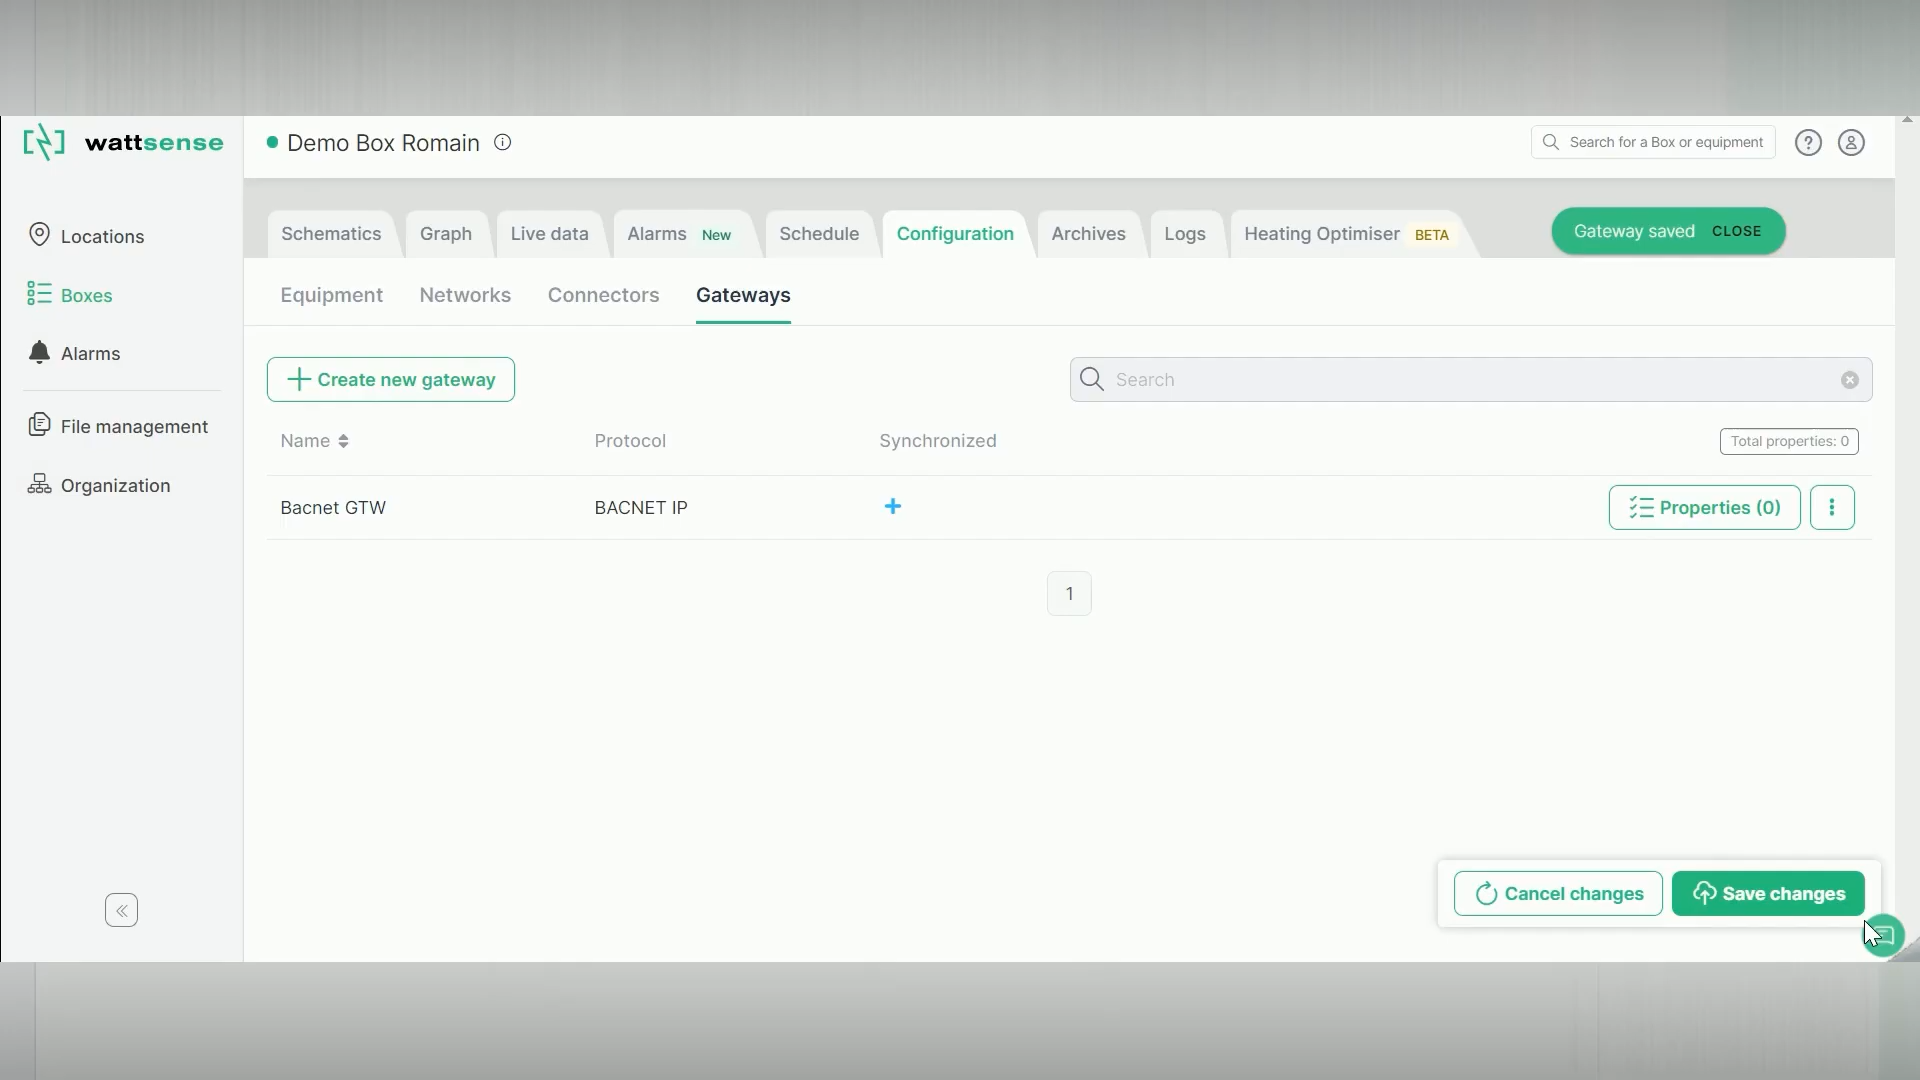 wattsense
Demo Box Romain
Search for a Box or equipment
Locations
Boxes
Alarms
File management
Organization
Schematics
Graph
Live data
Alarms New
Schedule
Configuration
Archives
Logs
Heating Optimiser BETA
Gateway saved CLOSE
Equipment
Networks
Connectors
Gateways
Create new gateway
Search
Name
Protocol
Synchronized
Total properties: 0
Bacnet GTW
BACNET IP
Properties (0)
1
Cancel changes
Save changes